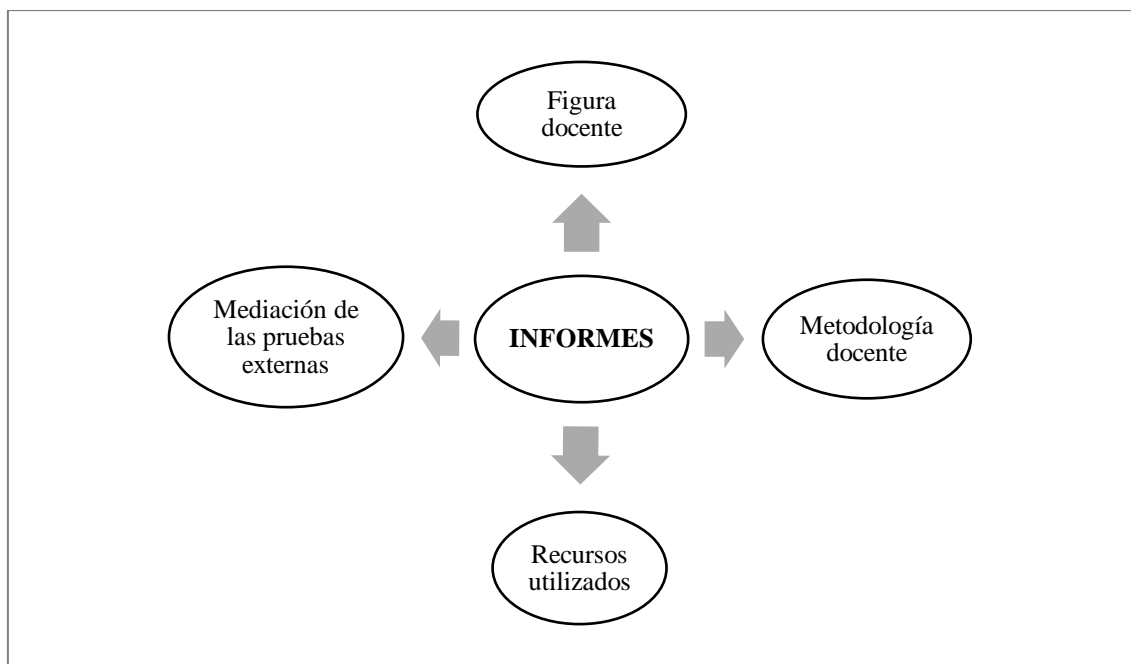 Figura
docente
Mediación de
las pruebas
externas
INFORMES
Metodología
docente
Recursos
utilizados